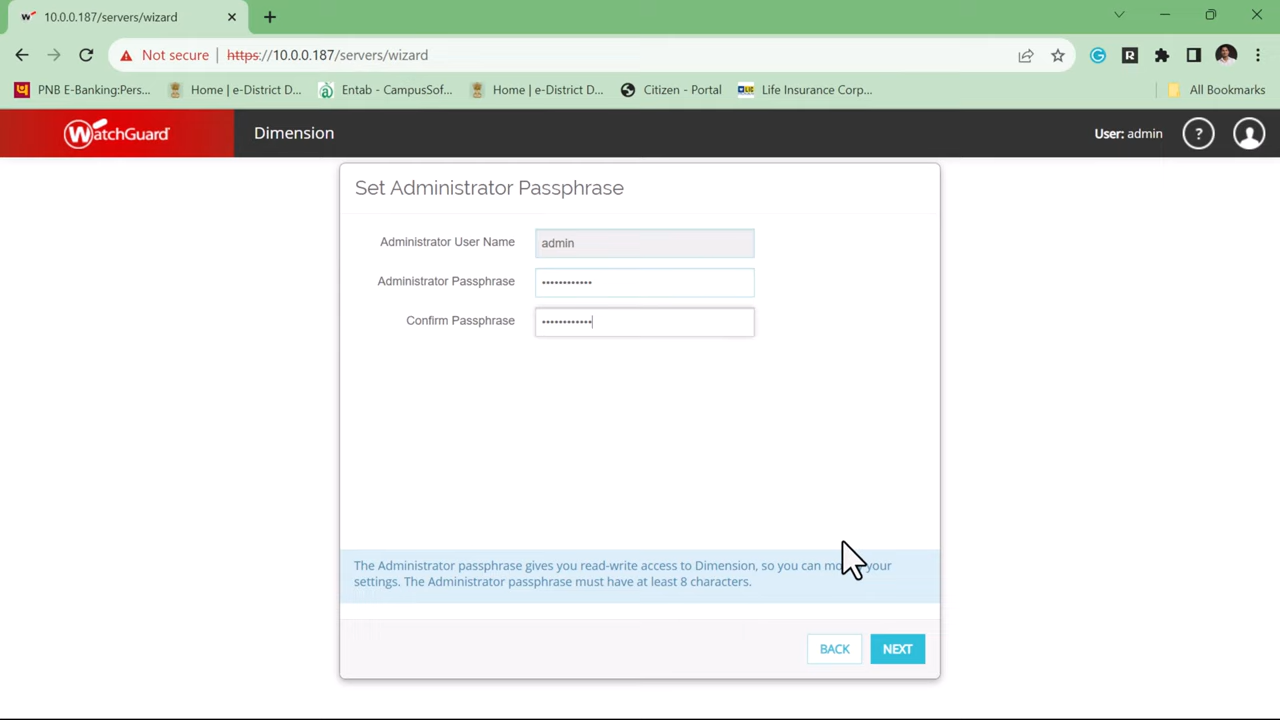 10.0.0.187/servers/wizard
Not secure | https://10.0.0.187/servers/wizard
PNB E-Banking:Pers... Home | e-District D... Entab - CampusSof... Home | e-District D... Citizen - Portal LIC Life Insurance Corp... All Bookmarks
WatchGuard Dimension User: admin ?
Set Administrator Passphrase
Administrator User Name admin
Administrator Passphrase ••••••••••••
Confirm Passphrase ••••••••••••
The Administrator passphrase gives you read-write access to Dimension, so you can your
settings. The Administrator passphrase must have at least 8 characters.
BACK NEXT